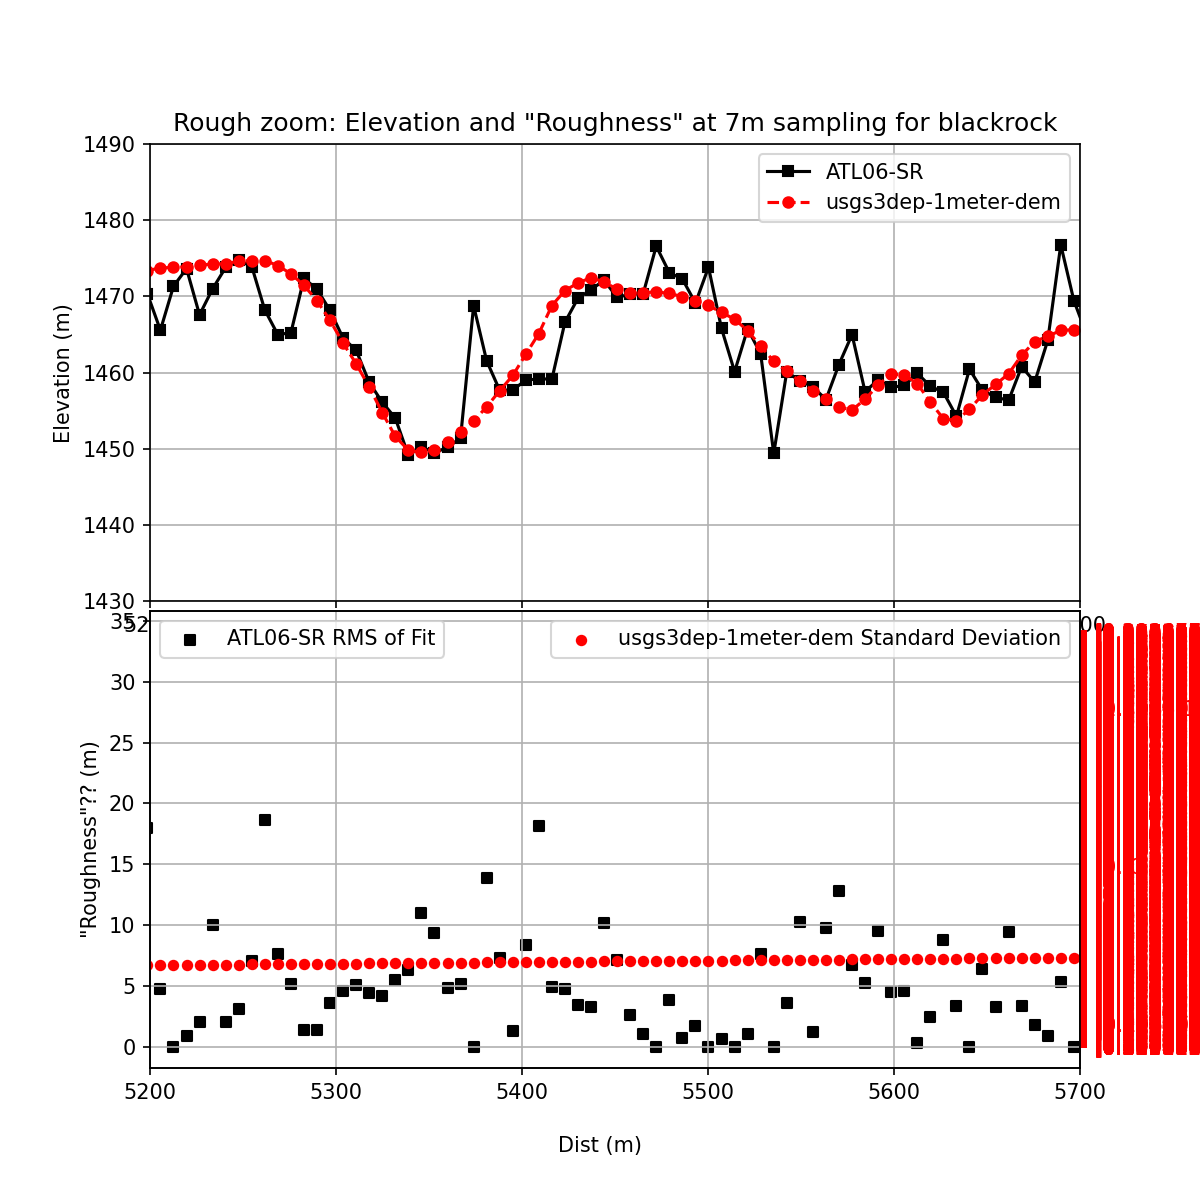 Rough zoom: Elevation and "Roughness" at 7m sampling for blackrock
1490
1480
1470
1460
1450
1440
1430
Elevation (m)
ATL06-SR
usgs3dep-1meter-dem
35
30
25
20
15
10
5
0
"Roughness"?? (m)
ATL06-SR RMS of Fit
usgs3dep-1meter-dem Standard Deviation
5200
5300
5400
5500
5600
5700
Dist (m)